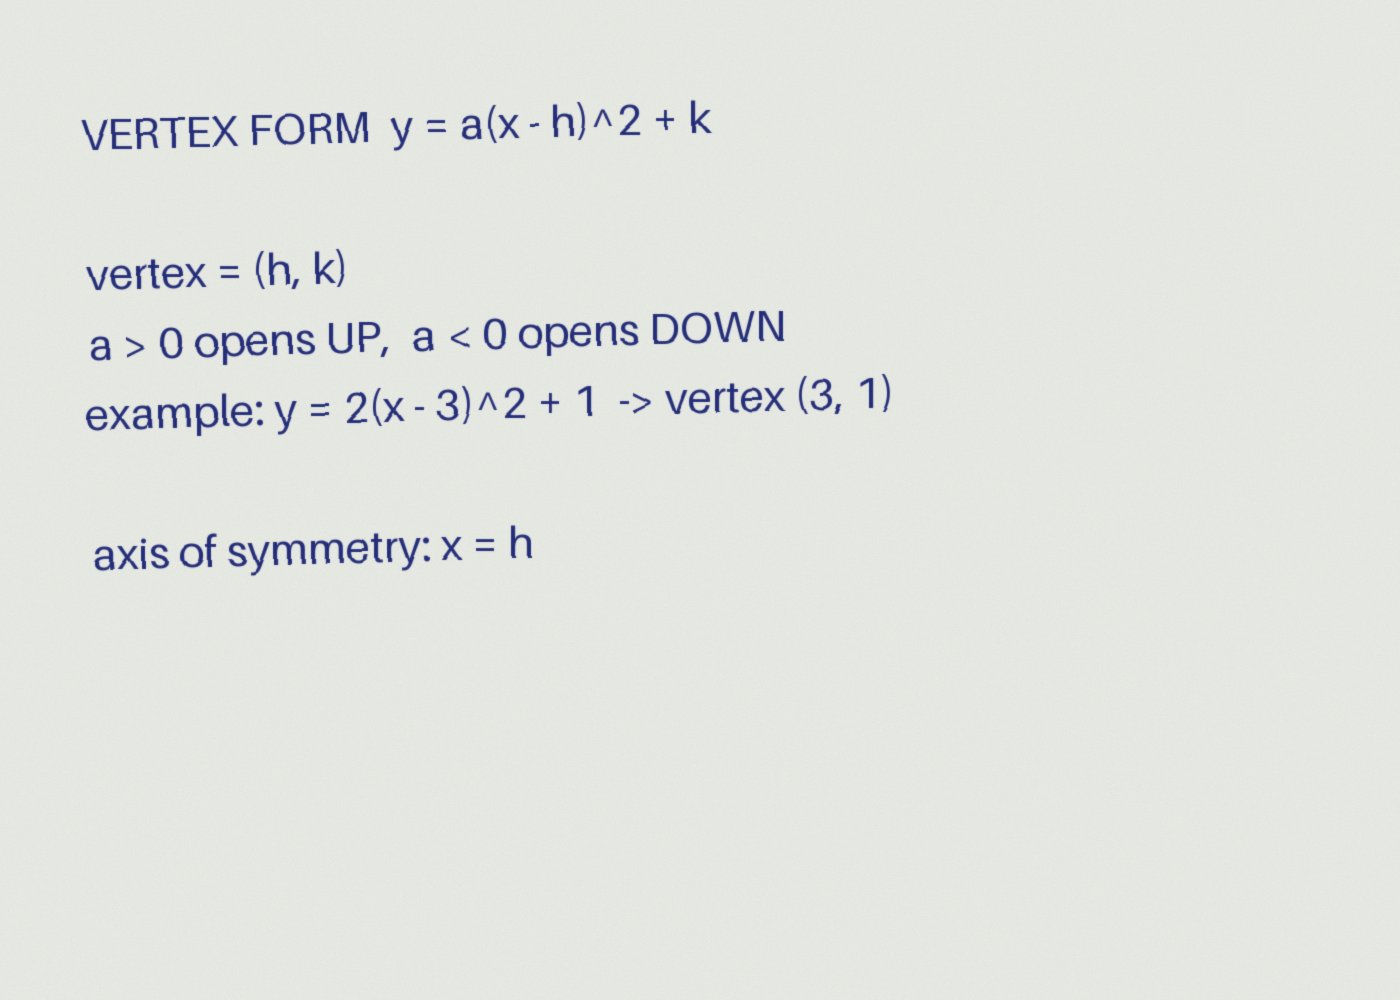 VERTEX FORM  y = a(x - h)^2 + k
vertex = (h, k)
a > 0 opens UP,  a < 0 opens DOWN
example: y = 2(x - 3)^2 + 1  -> vertex (3, 1)
axis of symmetry: x = h